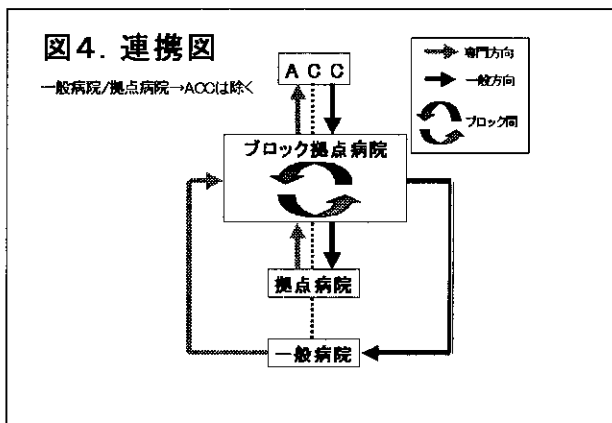 図4. 連携図
一般病院/拠点病院→ACCは除く
ACC
専門方向
一般方向
ブロック間
ブロック拠点病院
拠点病院
一般病院